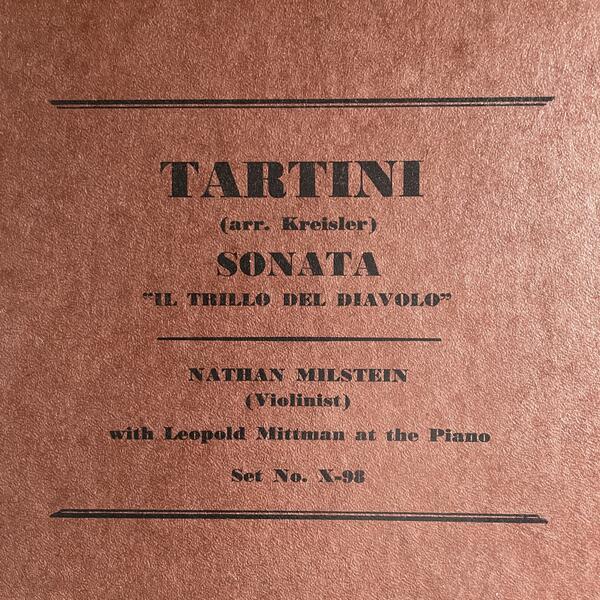 TARTINI
(arr. Kreisler)
SONATA
"IL TRILLO DEL DIAVOLO"
NATHAN MILSTEIN
(Violinist)
with Leopold Mittman at the Piano
Set No. X-98